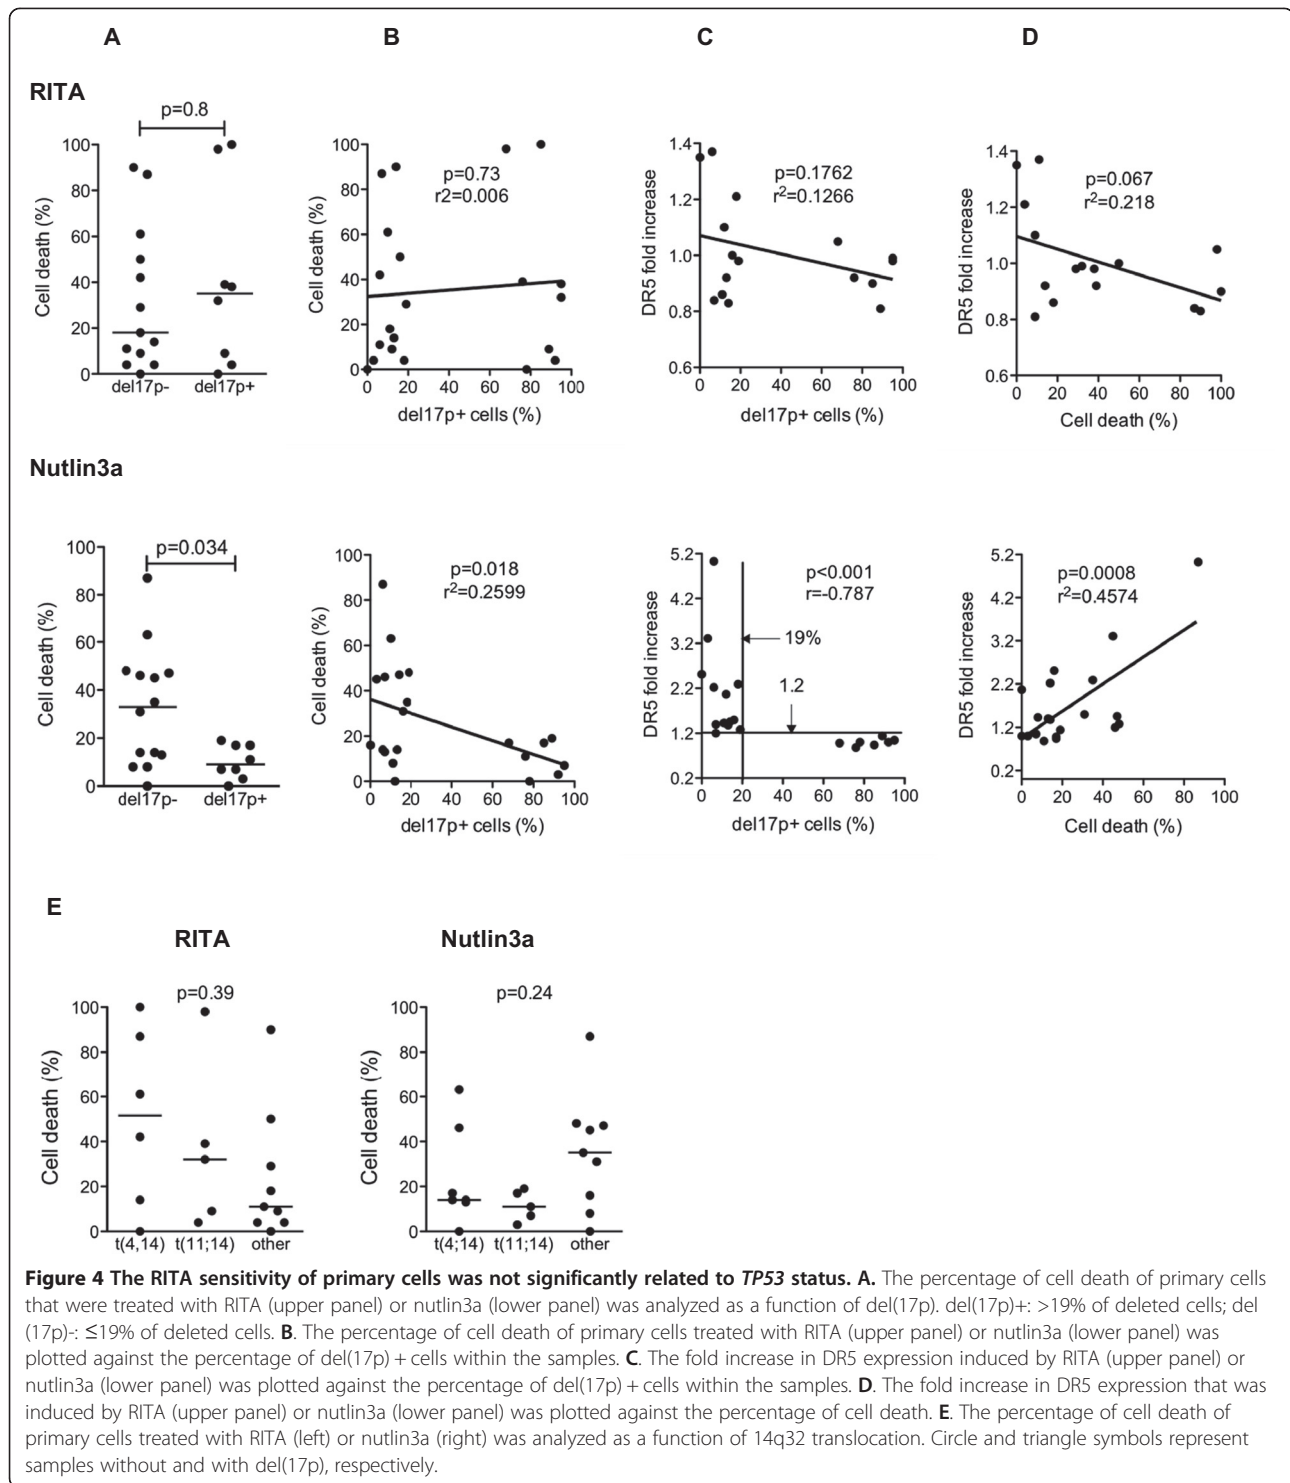 A B C D
RITA
p=0.8
Cell death (%)
100
80
60
40
20
0
del17p- del17p+
p=0.73
r2=0.006
Cell death (%)
100
80
60
40
20
0
0 20 40 60 80 100
del17p+ cells (%)
p=0.1762
r²=0.1266
DR5 fold increase
1.4
1.2
1.0
0.8
0.6
0 20 40 60 80 100
del17p+ cells (%)
p=0.067
r²=0.218
DR5 fold increase
1.4
1.2
1.0
0.8
0.6
0 20 40 60 80 100
Cell death (%)
Nutlin3a
p=0.034
Cell death (%)
100
80
60
40
20
0
del17p- del17p+
p=0.018
r²=0.2599
Cell death (%)
100
80
60
40
20
0
0 20 40 60 80 100
del17p+ cells (%)
p<0.001
r=-0.787
19%
1.2
DR5 fold increase
5.2
4.2
3.2
2.2
1.2
0.2
0 20 40 60 80 100
del17p+ cells (%)
p=0.0008
r²=0.4574
DR5 fold increase
5.2
4.2
3.2
2.2
1.2
0.2
0 20 40 60 80 100
Cell death (%)
E
RITA
p=0.39
Cell death (%)
100
80
60
40
20
0
t(4,14) t(11;14) other
Nutlin3a
p=0.24
Cell death (%)
100
80
60
40
20
0
t(4;14) t(11;14) other
Figure 4 The RITA sensitivity of primary cells was not significantly related to TP53 status. A. The percentage of cell death of primary cells
that were treated with RITA (upper panel) or nutlin3a (lower panel) was analyzed as a function of del(17p). del(17p)+: >19% of deleted cells; del
(17p)-: ≤19% of deleted cells. B. The percentage of cell death of primary cells treated with RITA (upper panel) or nutlin3a (lower panel) was
plotted against the percentage of del(17p) + cells within the samples. C. The fold increase in DR5 expression induced by RITA (upper panel) or
nutlin3a (lower panel) was plotted against the percentage of del(17p) + cells within the samples. D. The fold increase in DR5 expression that was
induced by RITA (upper panel) or nutlin3a (lower panel) was plotted against the percentage of cell death. E. The percentage of cell death of
primary cells treated with RITA (left) or nutlin3a (right) was analyzed as a function of 14q32 translocation. Circle and triangle symbols represent
samples without and with del(17p), respectively.